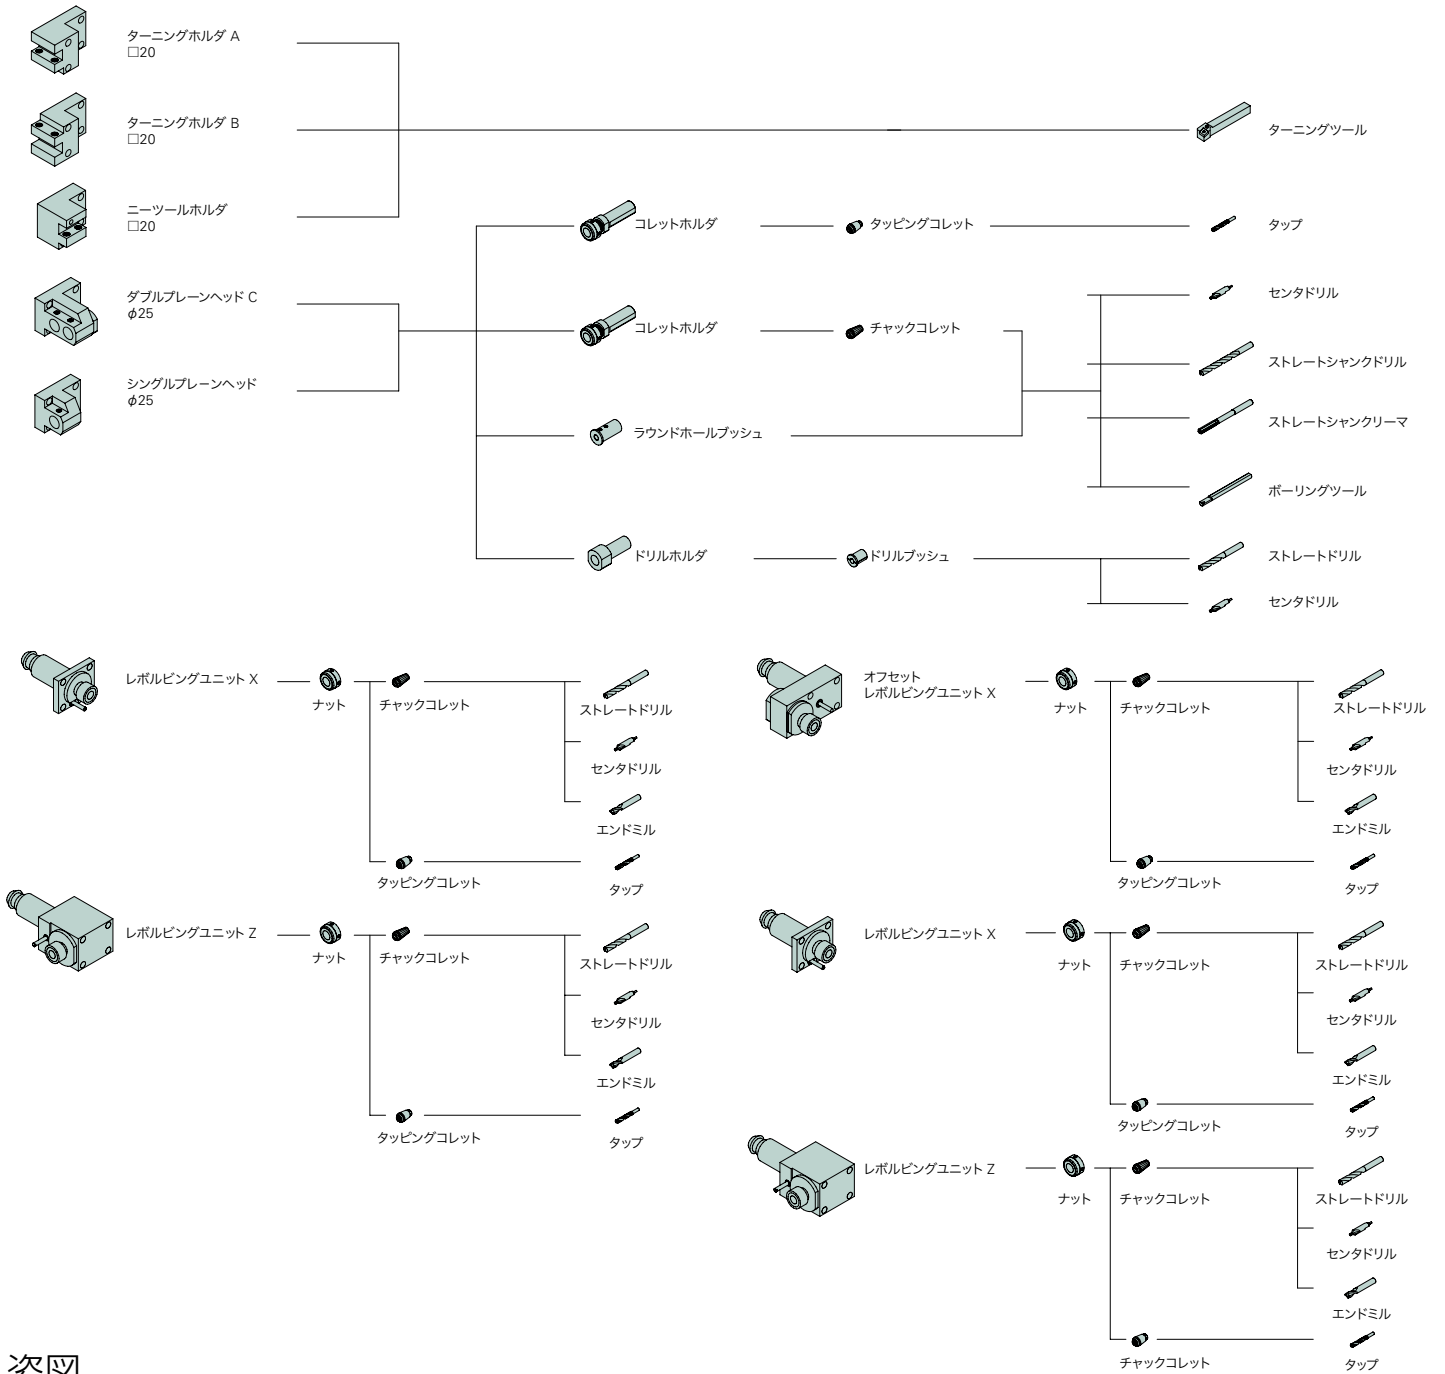 ターニングホルダ A
□20
ターニングホルダ B
□20
ターニングツール
ニーツールホルダ
□20
コレットホルダ
タッピングコレット
タップ
ダブルプレーンヘッド C
φ25
センタドリル
コレットホルダ
チャックコレット
ストレートシャンクドリル
シングルプレーンヘッド
φ25
ストレートシャンクリーマ
ラウンドホールブッシュ
ボーリングツール
ドリルホルダ
ドリルブッシュ
ストレートドリル
センタドリル
レボルビングユニット X
ナット
チャックコレット
ストレートドリル
センタドリル
エンドミル
タッピングコレット
タップ
レボルビングユニット Z
ナット
チャックコレット
ストレートドリル
センタドリル
エンドミル
タッピングコレット
タップ
オフセット
レボルビングユニット X
ナット
チャックコレット
ストレートドリル
センタドリル
エンドミル
タッピングコレット
タップ
レボルビングユニット X
ナット
チャックコレット
ストレートドリル
センタドリル
エンドミル
タッピングコレット
タップ
レボルビングユニット Z
ナット
チャックコレット
ストレートドリル
センタドリル
エンドミル
チャックコレット
タップ
姿図